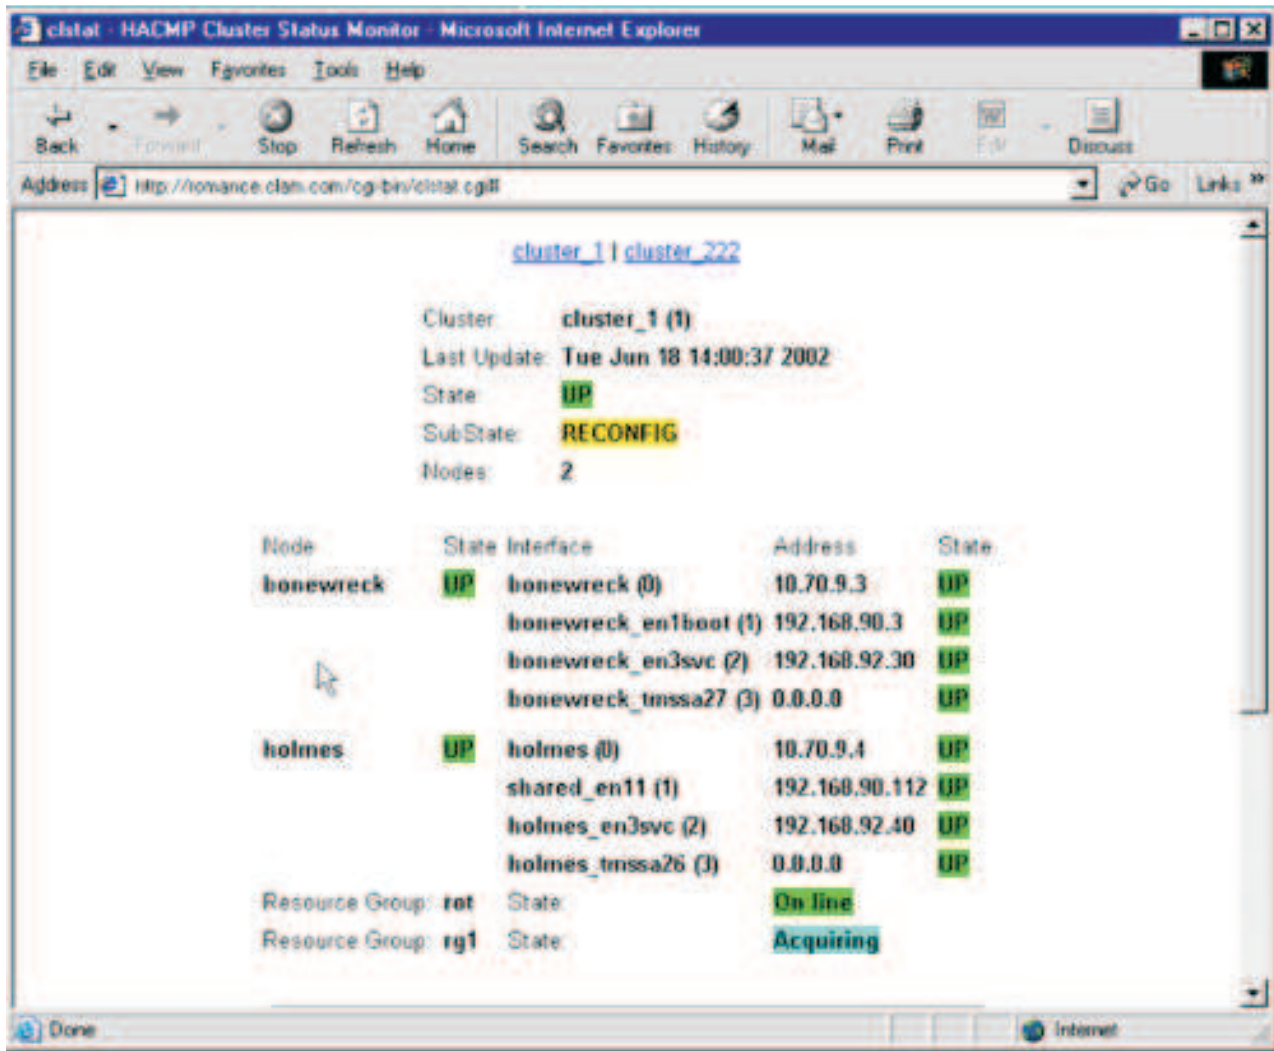 clstat - HACMP Cluster Status Monitor - Microsoft Internet Explorer
File Edit View Favorites Tools Help
Back Forward Stop Refresh Home Search Favorites History Mail Print Edit Discuss
Address http://romance.clam.com/cgi-bin/clstat.cgi Go Links »
cluster_1 | cluster_222
Cluster: cluster_1 (1)
Last Update: Tue Jun 18 14:00:37 2002
State: UP
SubState: RECONFIG
Nodes: 2
Node State Interface Address State
bonewreck UP bonewreck (0) 10.70.9.3 UP
bonewreck_en1boot (1) 192.168.90.3 UP
bonewreck_en3svc (2) 192.168.92.30 UP
bonewreck_tmssa27 (3) 0.0.0.0 UP
holmes UP holmes (0) 10.70.9.4 UP
shared_en11 (1) 192.168.90.112 UP
holmes_en3svc (2) 192.168.92.40 UP
holmes_tmssa26 (3) 0.0.0.0 UP
Resource Group: rot State: On line
Resource Group: rg1 State: Acquiring
Done Internet